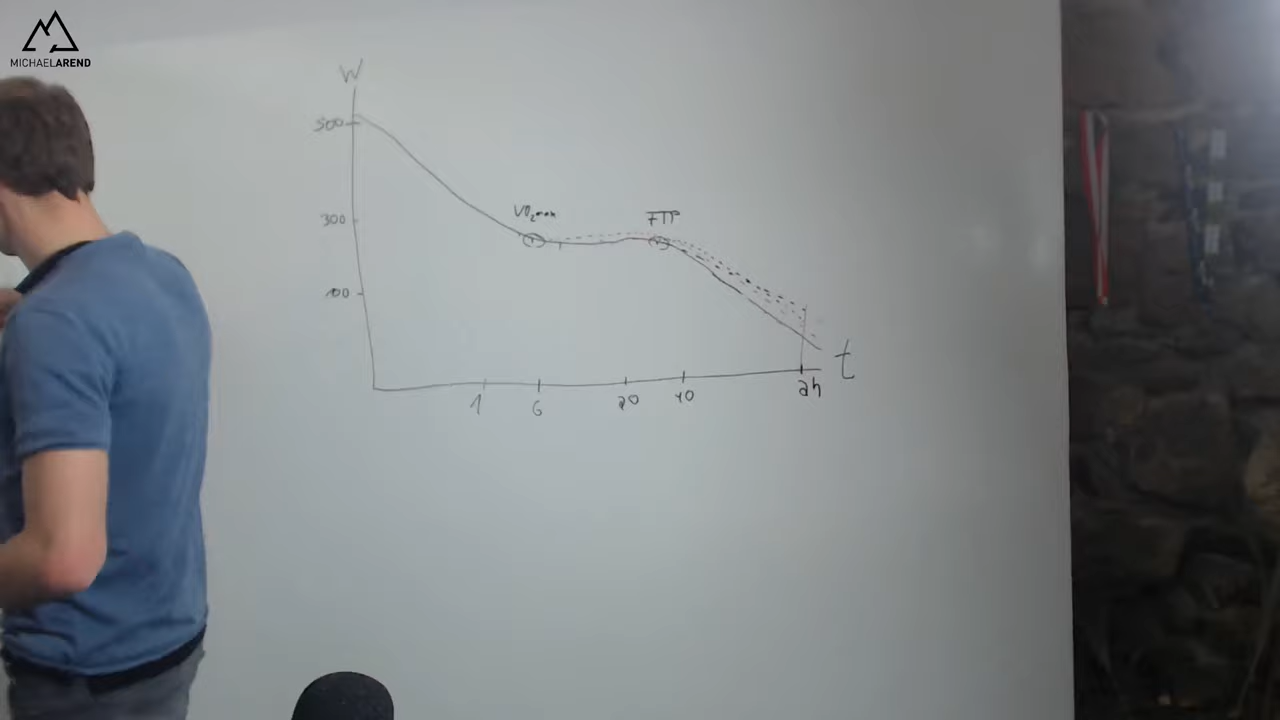 MICHAELAREND
W
500
300
100
VO₂max
FTP
t
1 6 20 40 2h